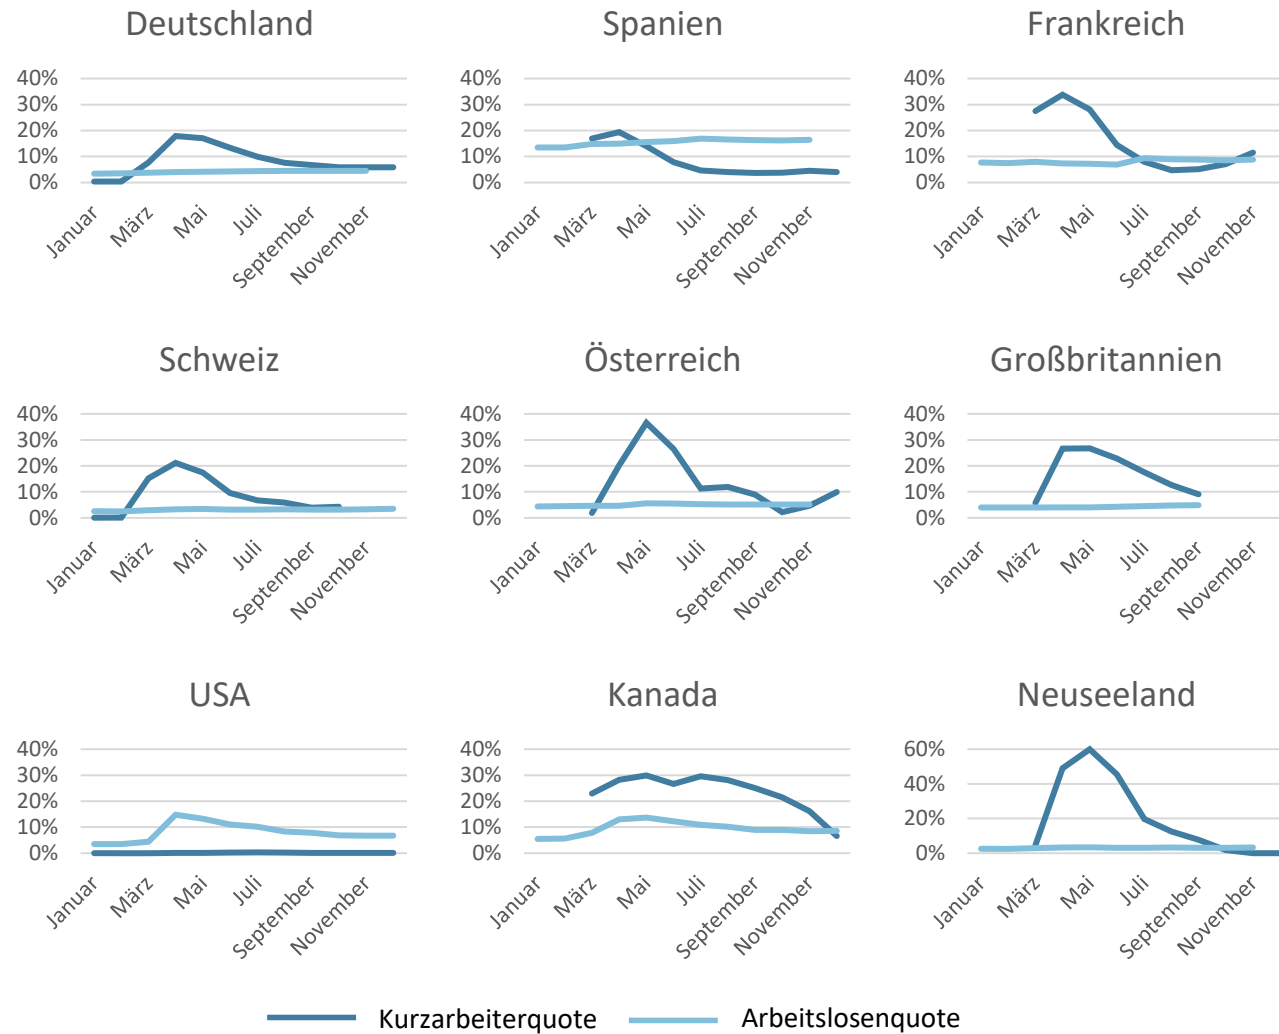 Deutschland
40%
30%
20%
10%
0%
Januar
März
Mai
Juli
September
November
Spanien
40%
30%
20%
10%
0%
Januar
März
Mai
Juli
September
November
Frankreich
40%
30%
20%
10%
0%
Januar
März
Mai
Juli
September
November
Schweiz
40%
30%
20%
10%
0%
Januar
März
Mai
Juli
September
November
Österreich
40%
30%
20%
10%
0%
Januar
März
Mai
Juli
September
November
Großbritannien
40%
30%
20%
10%
0%
Januar
März
Mai
Juli
September
November
USA
40%
30%
20%
10%
0%
Januar
März
Mai
Juli
September
November
Kanada
40%
30%
20%
10%
0%
Januar
März
Mai
Juli
September
November
Neuseeland
60%
40%
20%
0%
Januar
März
Mai
Juli
September
November
Kurzarbeiterquote
Arbeitslosenquote